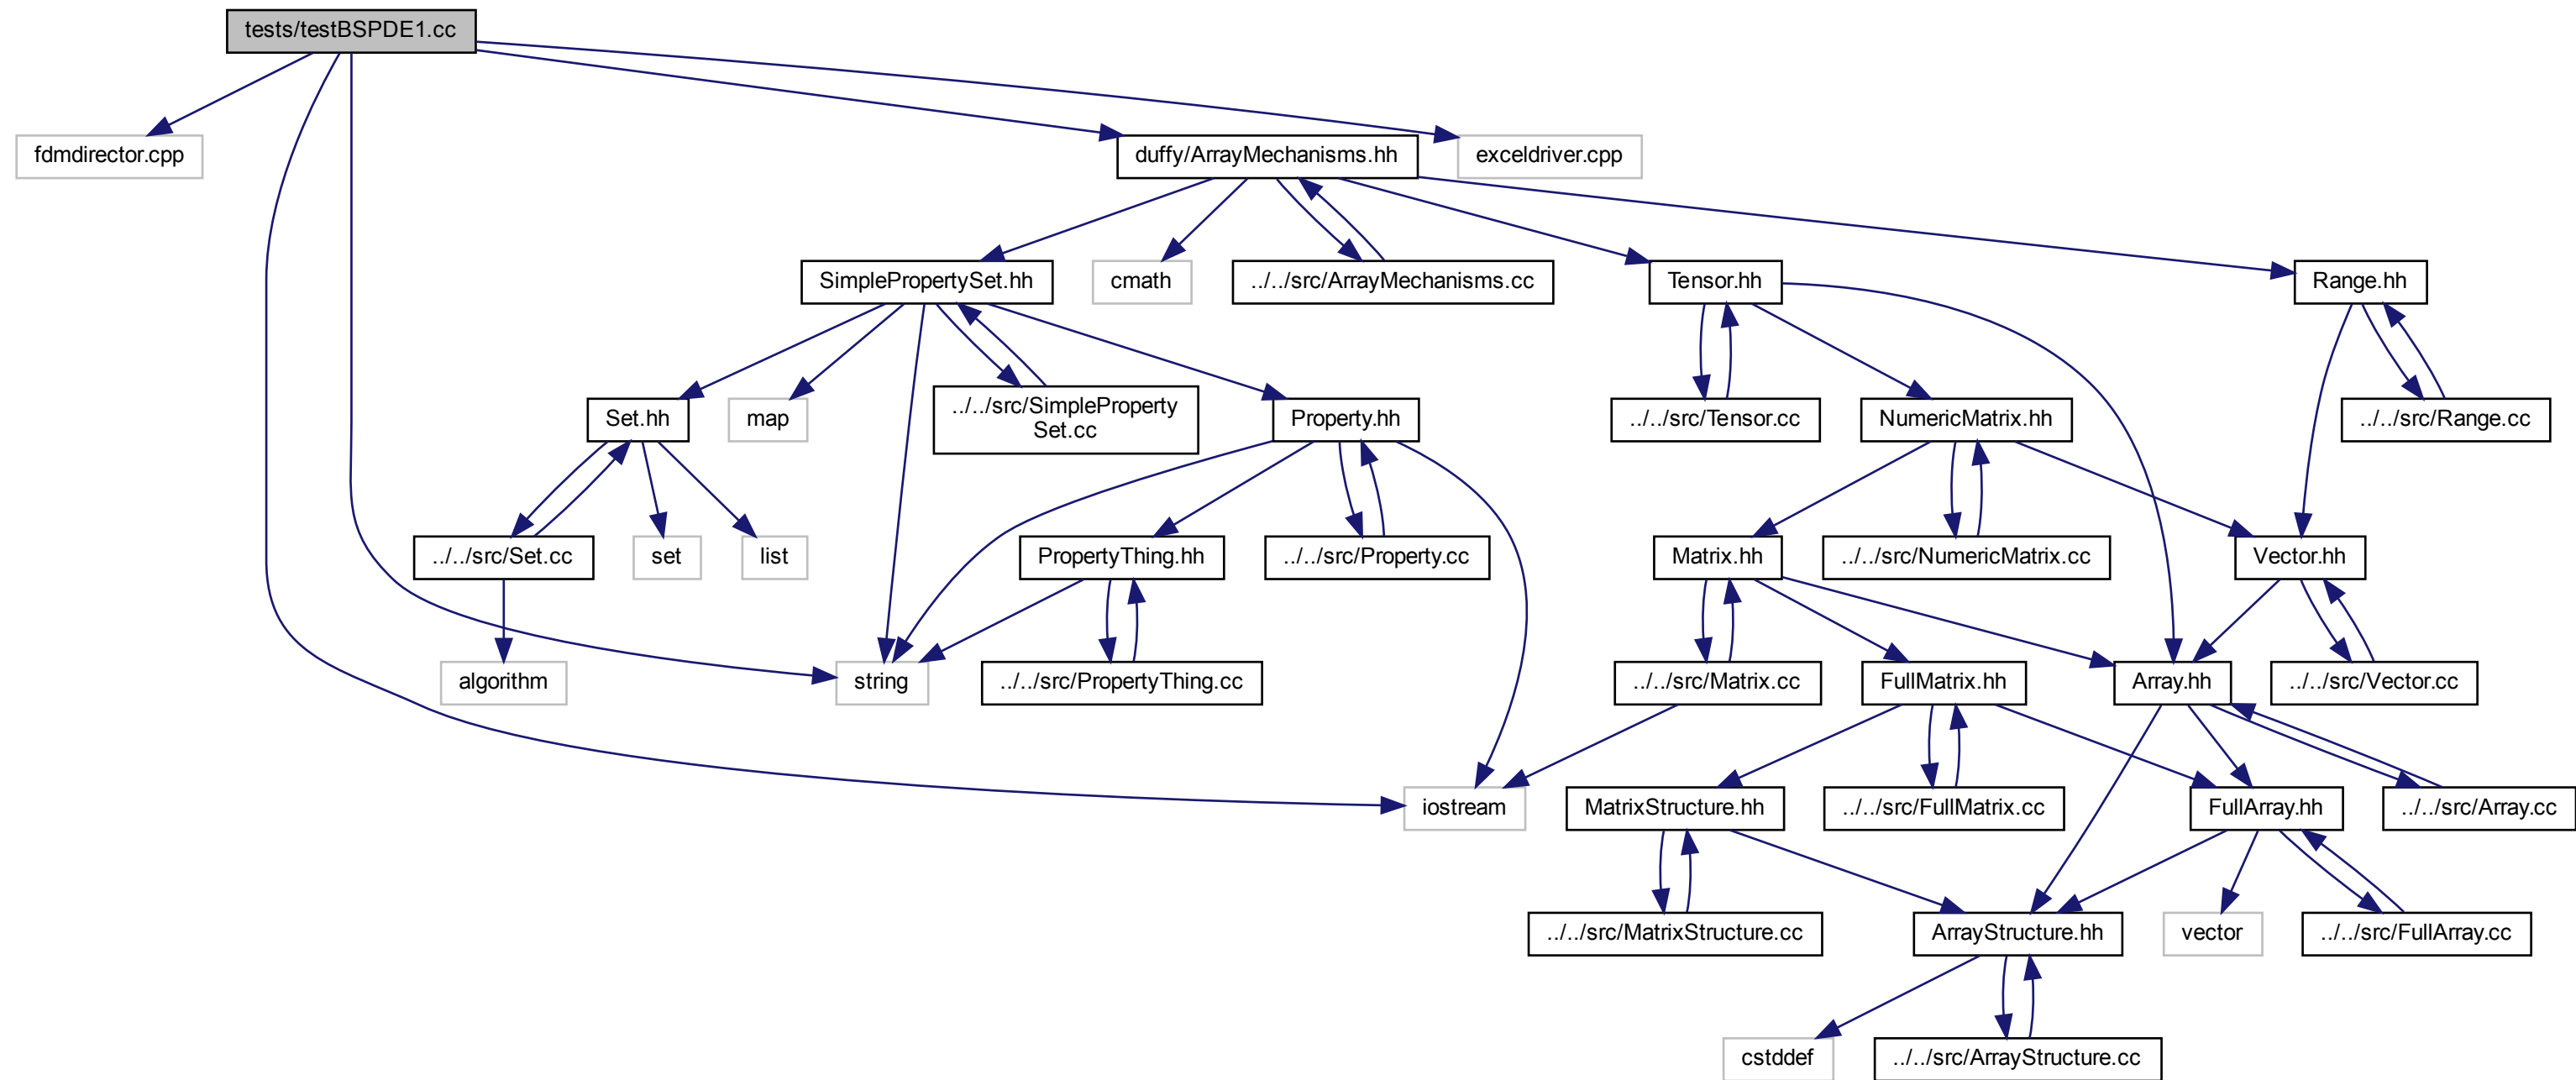 tests/testBSPDE1.cc
fdmdirector.cpp
duffy/ArrayMechanisms.hh
exceldriver.cpp
SimplePropertySet.hh
cmath
../../src/ArrayMechanisms.cc
Tensor.hh
Range.hh
Set.hh
map
../../src/SimpleProperty
Set.cc
Property.hh
../../src/Tensor.cc
NumericMatrix.hh
../../src/Range.cc
../../src/Set.cc
set
list
PropertyThing.hh
../../src/Property.cc
Matrix.hh
../../src/NumericMatrix.cc
Vector.hh
algorithm
string
../../src/PropertyThing.cc
../../src/Matrix.cc
FullMatrix.hh
Array.hh
../../src/Vector.cc
iostream
MatrixStructure.hh
../../src/FullMatrix.cc
FullArray.hh
../../src/Array.cc
../../src/MatrixStructure.cc
ArrayStructure.hh
vector
../../src/FullArray.cc
cstddef
../../src/ArrayStructure.cc